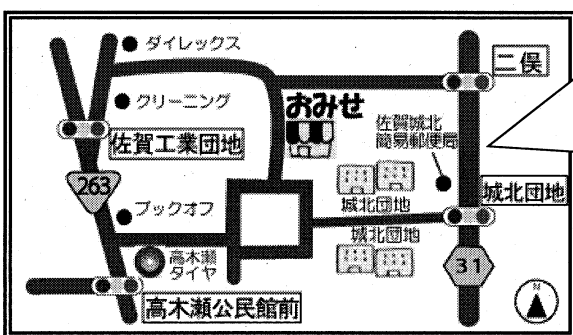 ダイレックス
二俣
クリーニング
おみせ
佐賀城北
簡易郵便局
佐賀工業団地
263
城北団地
城北団地
ブックオフ
城北団地
高木瀬
タイヤ
31
高木瀬公民館前
N